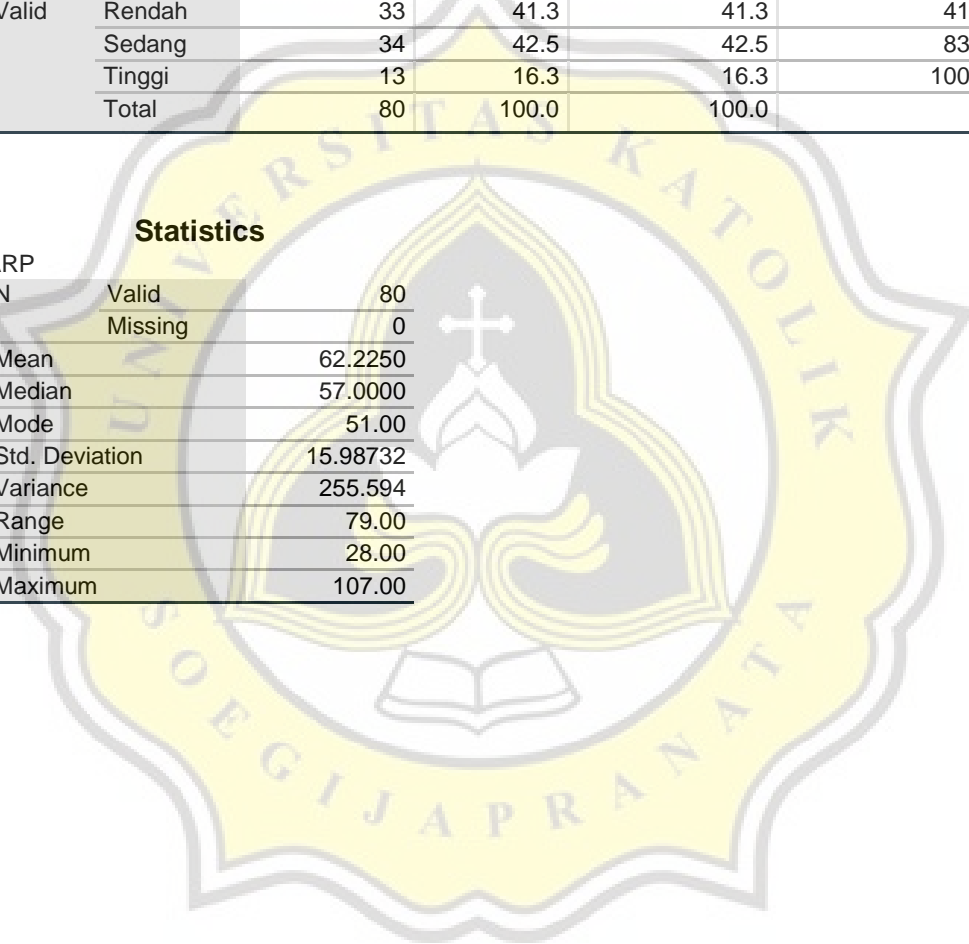 Valid Rendah 33 41.3 41.3 41
Sedang 34 42.5 42.5 83
Tinggi 13 16.3 16.3 100
Total 80 100.0 100.0
Statistics
RP
N Valid 80
Missing 0
Mean 62.2250
Median 57.0000
Mode 51.00
Std. Deviation 15.98732
Variance 255.594
Range 79.00
Minimum 28.00
Maximum 107.00
UNIVERSITAS KATOLIK
SOEGIJAPRANATA